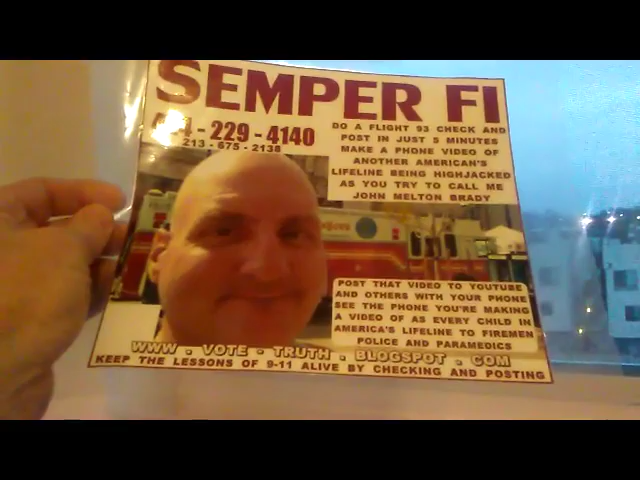 SEMPER FI
4 - 229 - 4140
213 - 675 - 2138
DO A FLIGHT 93 CHECK AND
POST IN JUST 5 MINUTES
MAKE A PHONE VIDEO OF
ANOTHER AMERICAN'S
LIFELINE BEING HIGHJACKED
AS YOU TRY TO CALL ME
JOHN MELTON BRADY
POST THAT VIDEO TO YOUTUBE
AND OTHERS WITH YOUR PHONE
SEE THE PHONE YOU'RE MAKING
A VIDEO OF AS EVERY CHILD IN
AMERICA'S LIFELINE TO FIREMEN
POLICE AND PARAMEDICS
WWW . VOTE - TRUTH . BLOGSPOT . COM
KEEP THE LESSONS OF 9-11 ALIVE BY CHECKING AND POSTING